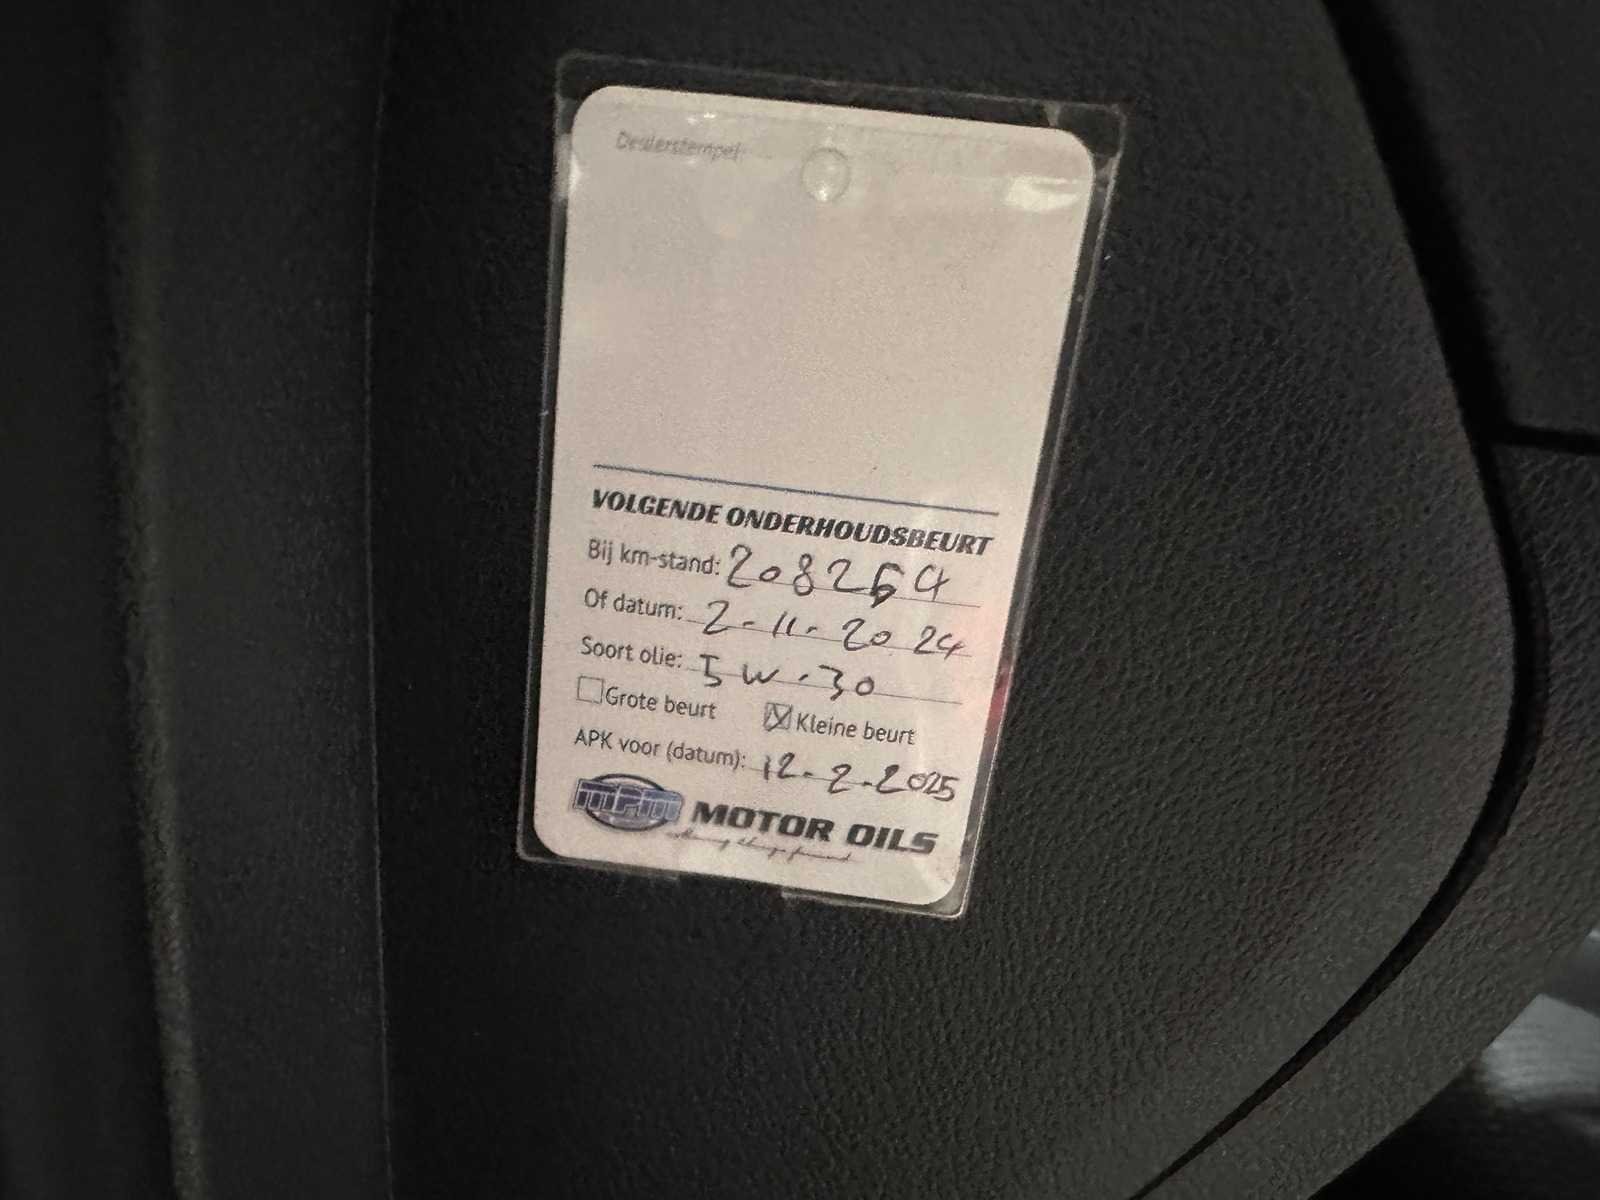 Dealerstempel:
VOLGENDE ONDERHOUDSBEURT
Bij km-stand: 208264
Of datum: 2-11-2024
Soort olie: 5W-30
Grote beurt Kleine beurt
APK voor (datum): 12-2-2025
MPM MOTOR OILS